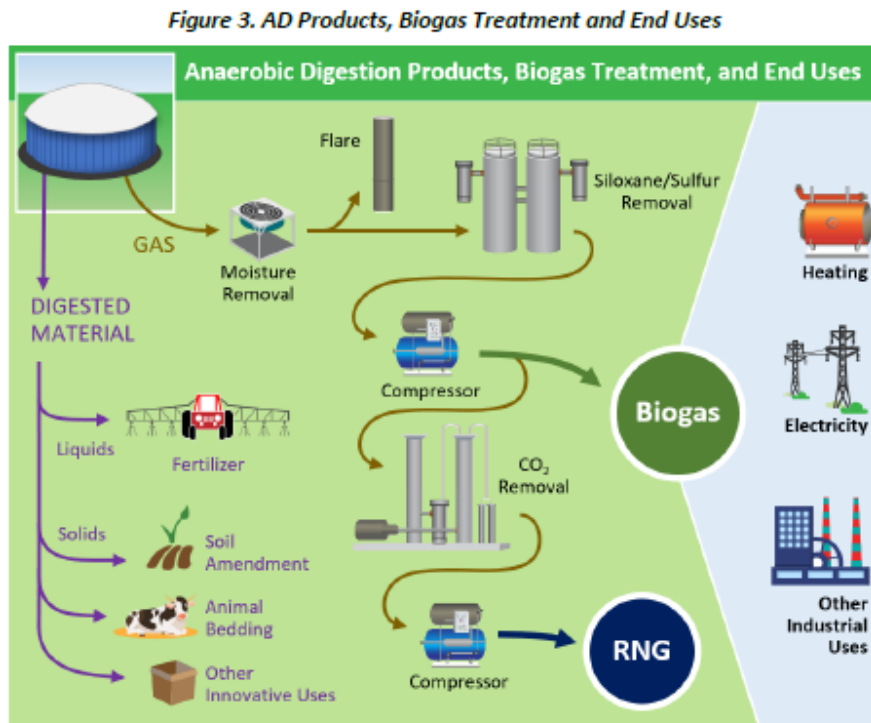 Figure 3. AD Products, Biogas Treatment and End Uses
Anaerobic Digestion Products, Biogas Treatment, and End Uses
Flare
Siloxane/Sulfur
Removal
GAS
Moisture
Removal
Heating
DIGESTED
MATERIAL
Compressor
Biogas
Electricity
Liquids
Fertilizer
CO₂
Removal
Solids
Soil
Amendment
Animal
Bedding
Other
Industrial
Uses
RNG
Compressor
Other
Innovative Uses